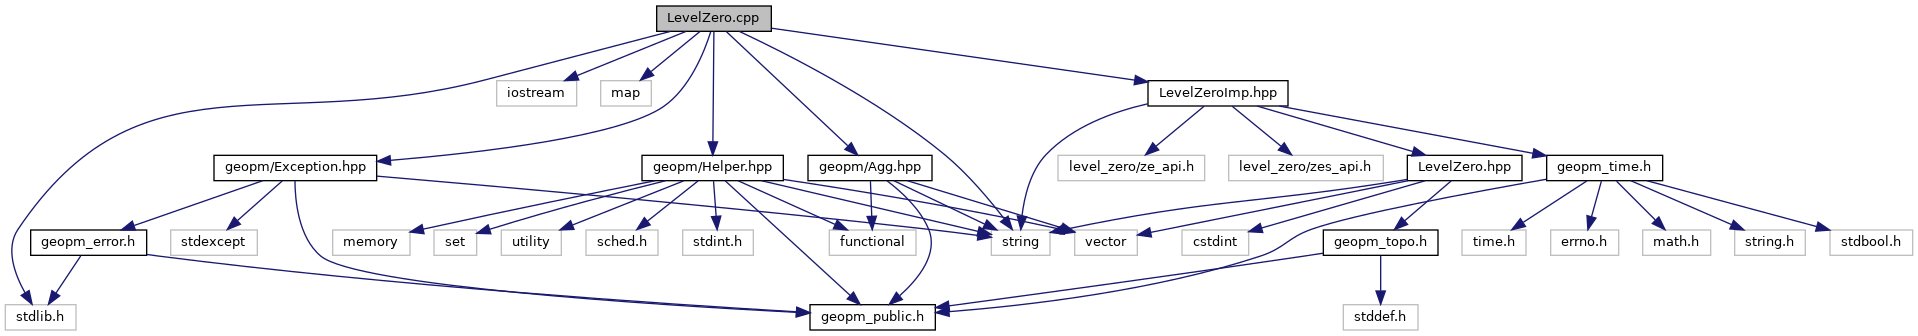 LevelZero.cpp
iostream
map
LevelZeroImp.hpp
geopm/Exception.hpp
geopm/Helper.hpp
geopm/Agg.hpp
level_zero/ze_api.h
level_zero/zes_api.h
LevelZero.hpp
geopm_time.h
geopm_error.h
stdexcept
memory
set
utility
sched.h
stdint.h
functional
string
vector
cstdint
geopm_topo.h
time.h
errno.h
math.h
string.h
stdbool.h
stdlib.h
geopm_public.h
stddef.h